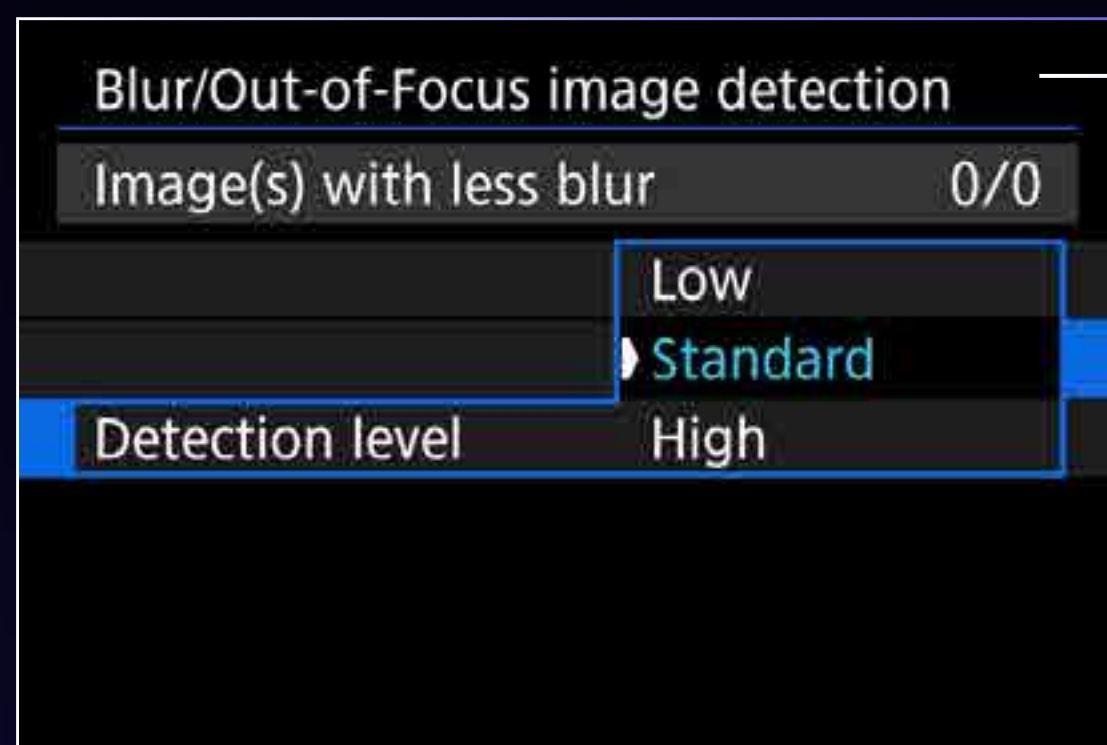 Blur/Out-of-Focus image detection
Image(s) with less blur 0/0
Low
Standard
Detection level High